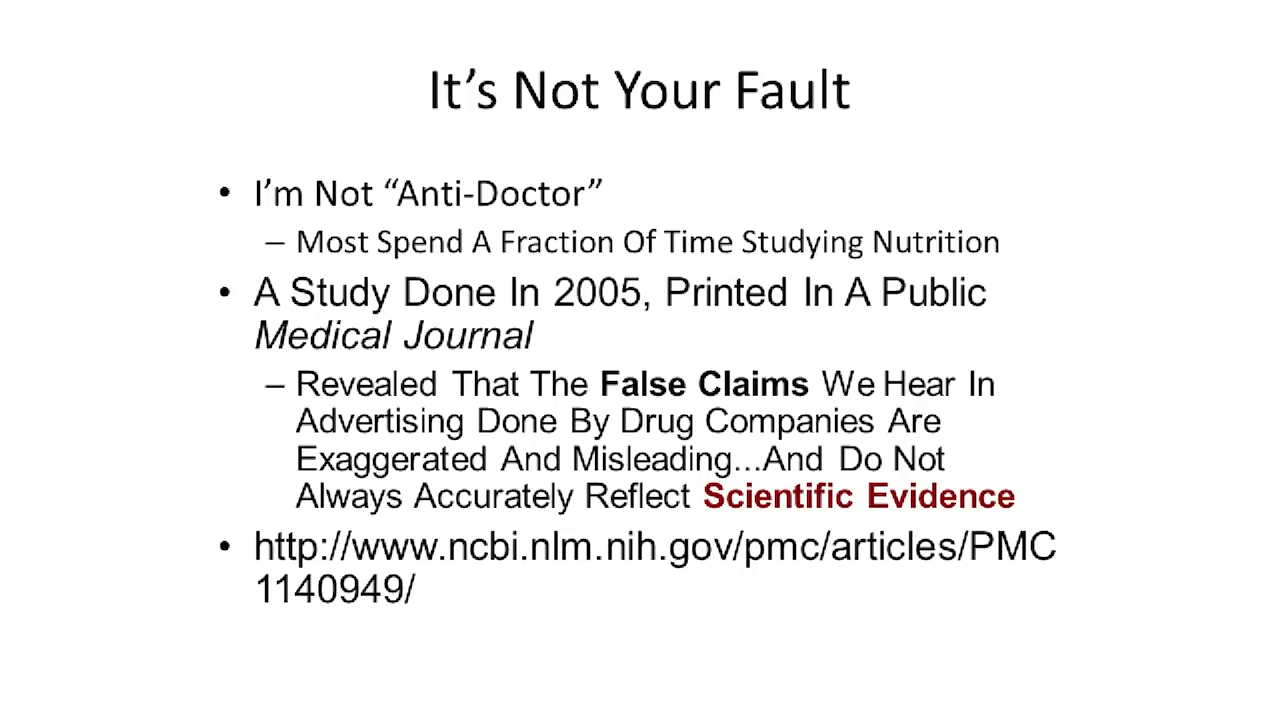 It's Not Your Fault
• I'm Not “Anti-Doctor”
– Most Spend A Fraction Of Time Studying Nutrition
• A Study Done In 2005, Printed In A Public
Medical Journal
– Revealed That The False Claims We Hear In
Advertising Done By Drug Companies Are
Exaggerated And Misleading...And Do Not
Always Accurately Reflect Scientific Evidence
• http://www.ncbi.nlm.nih.gov/pmc/articles/PMC
1140949/